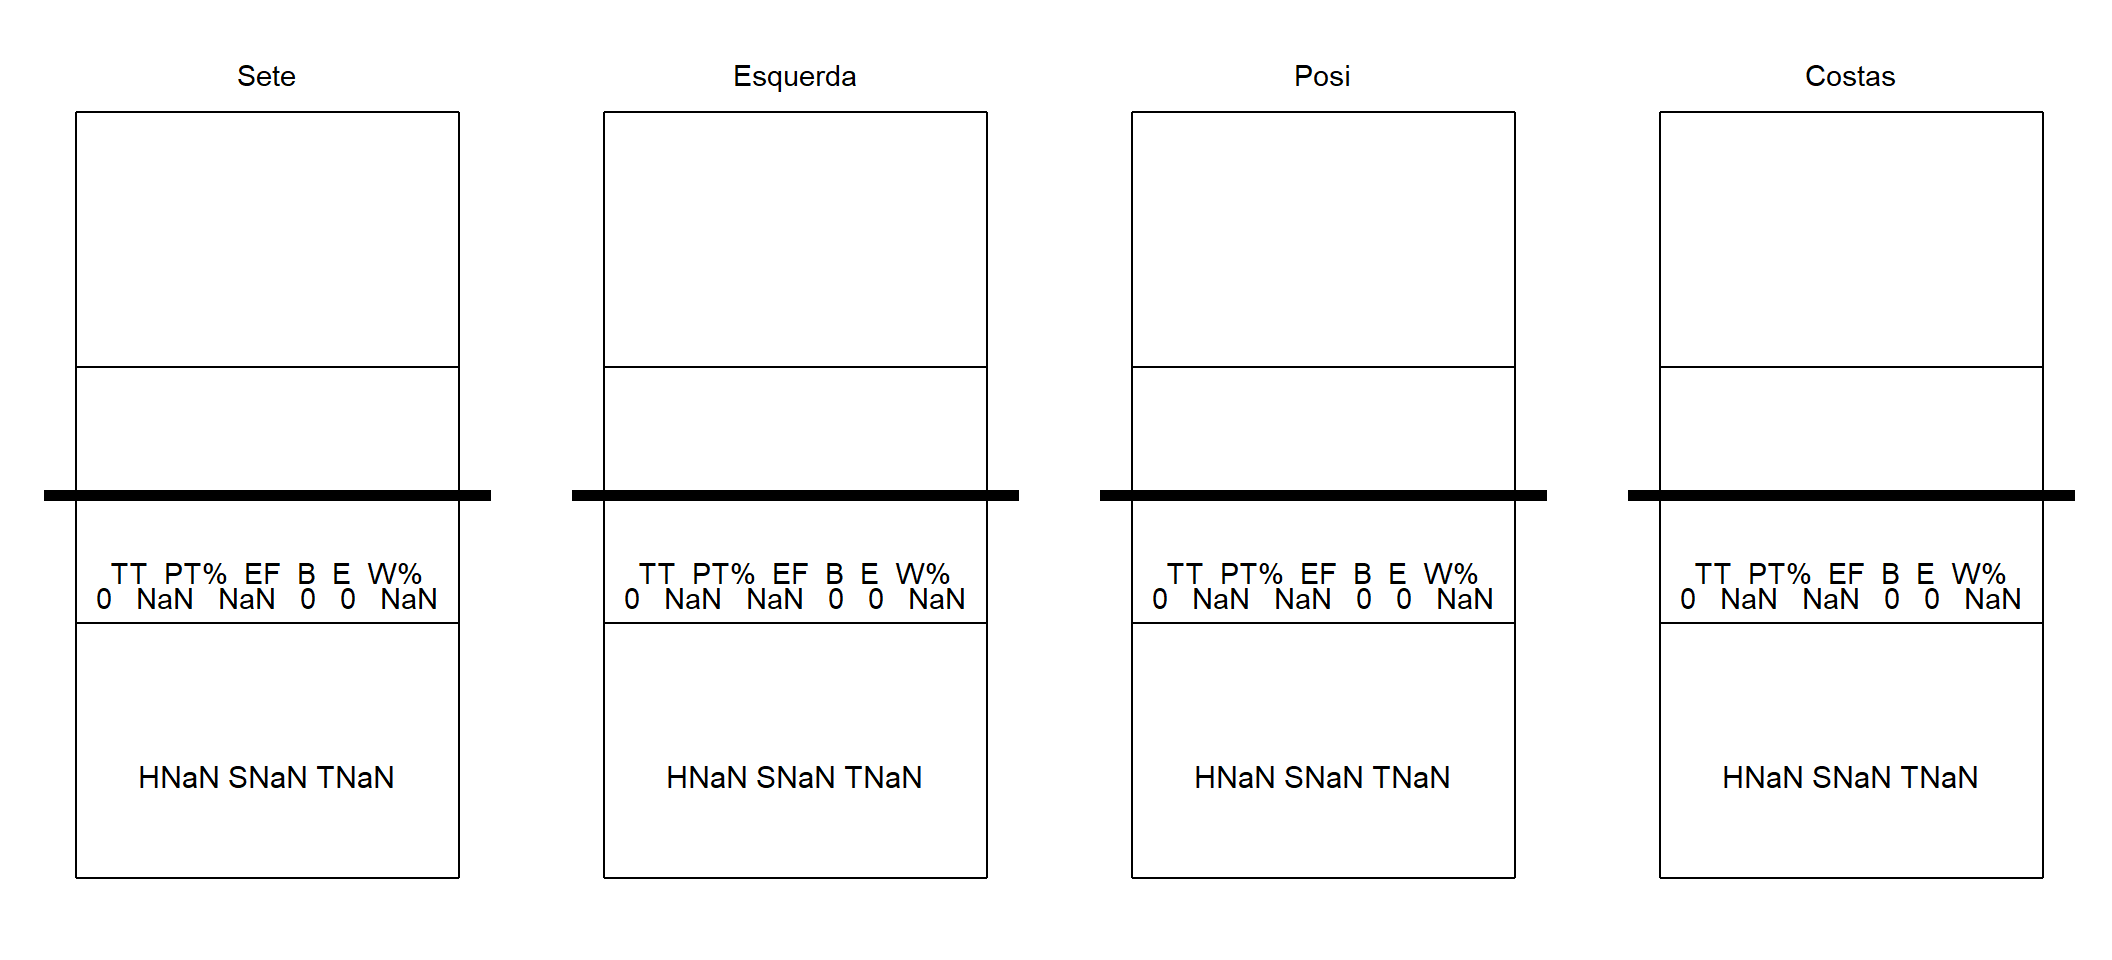 Sete
TT PT% EF B E W%
0 NaN NaN 0 0 NaN
HNaN SNaN TNaN
Esquerda
TT PT% EF B E W%
0 NaN NaN 0 0 NaN
HNaN SNaN TNaN
Posi
TT PT% EF B E W%
0 NaN NaN 0 0 NaN
HNaN SNaN TNaN
Costas
TT PT% EF B E W%
0 NaN NaN 0 0 NaN
HNaN SNaN TNaN